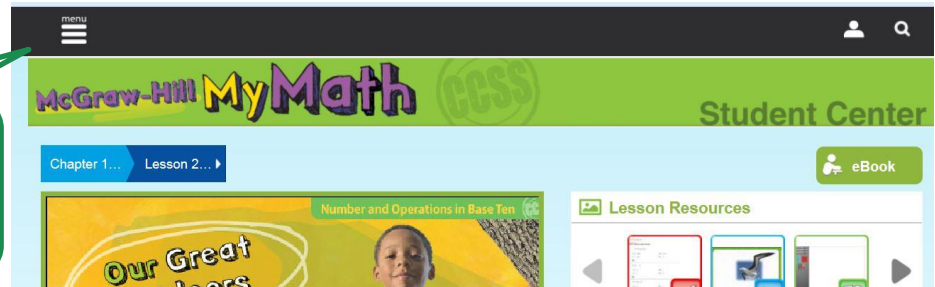 menu
McGraw-Hill MyMath
CCSS
Student Center
Chapter 1...
Lesson 2...
eBook
Number and Operations in Base Ten CC
Lesson Resources
Our Great